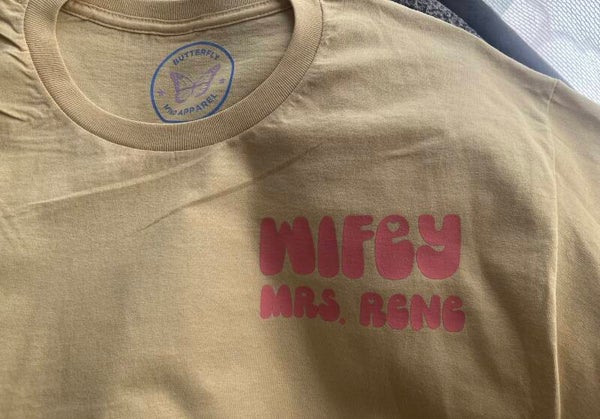 BUTTERFLY
APPAREL
WIFEY
MRS. RENE